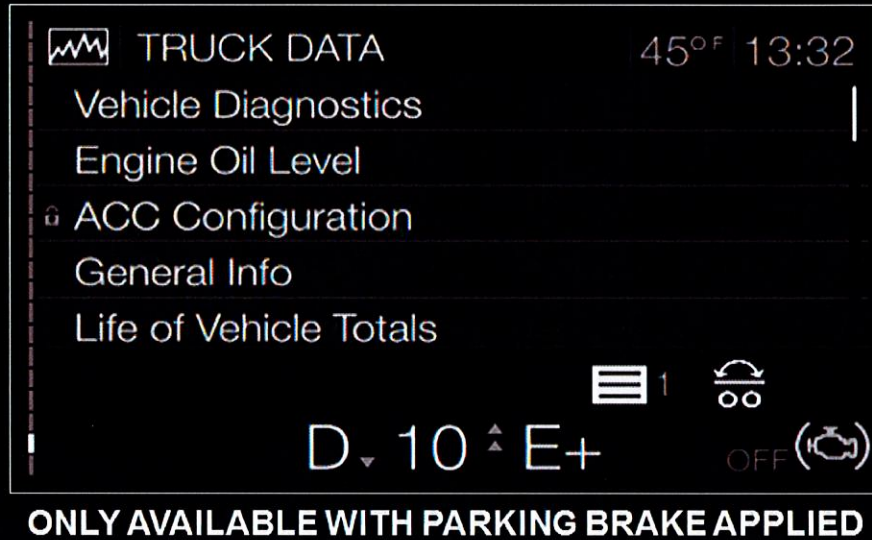 TRUCK DATA 45°F 13:32
Vehicle Diagnostics
Engine Oil Level
ACC Configuration
General Info
Life of Vehicle Totals
1
D 10 E+ OFF
ONLY AVAILABLE WITH PARKING BRAKE APPLIED